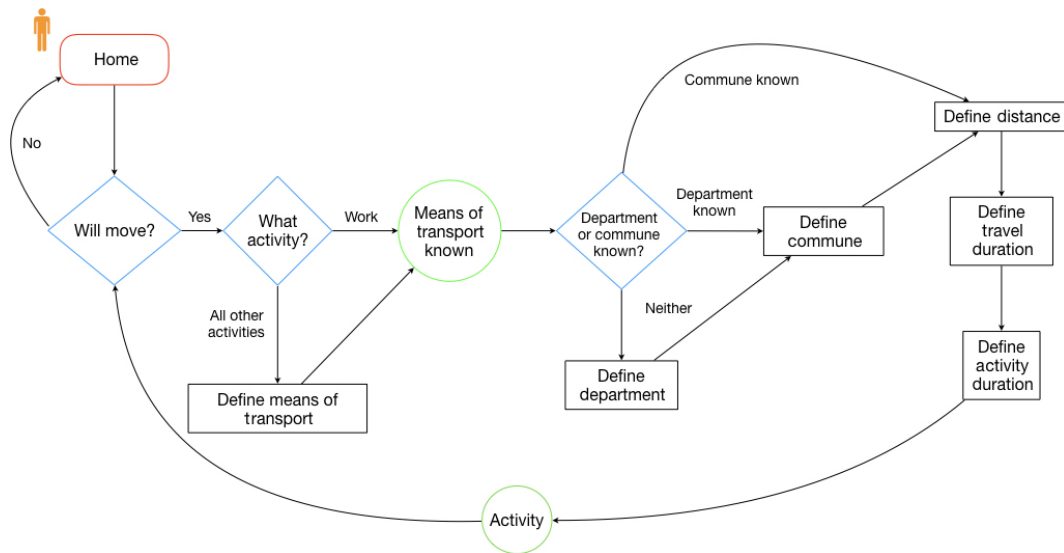 Home
No
Will move?
Yes
What
activity?
Work
Means of
transport
known
All other
activities
Define means of
transport
Department
or commune
known?
Commune known
Department
known
Neither
Define
department
Define
commune
Define distance
Define
travel
duration
Define
activity
duration
Activity